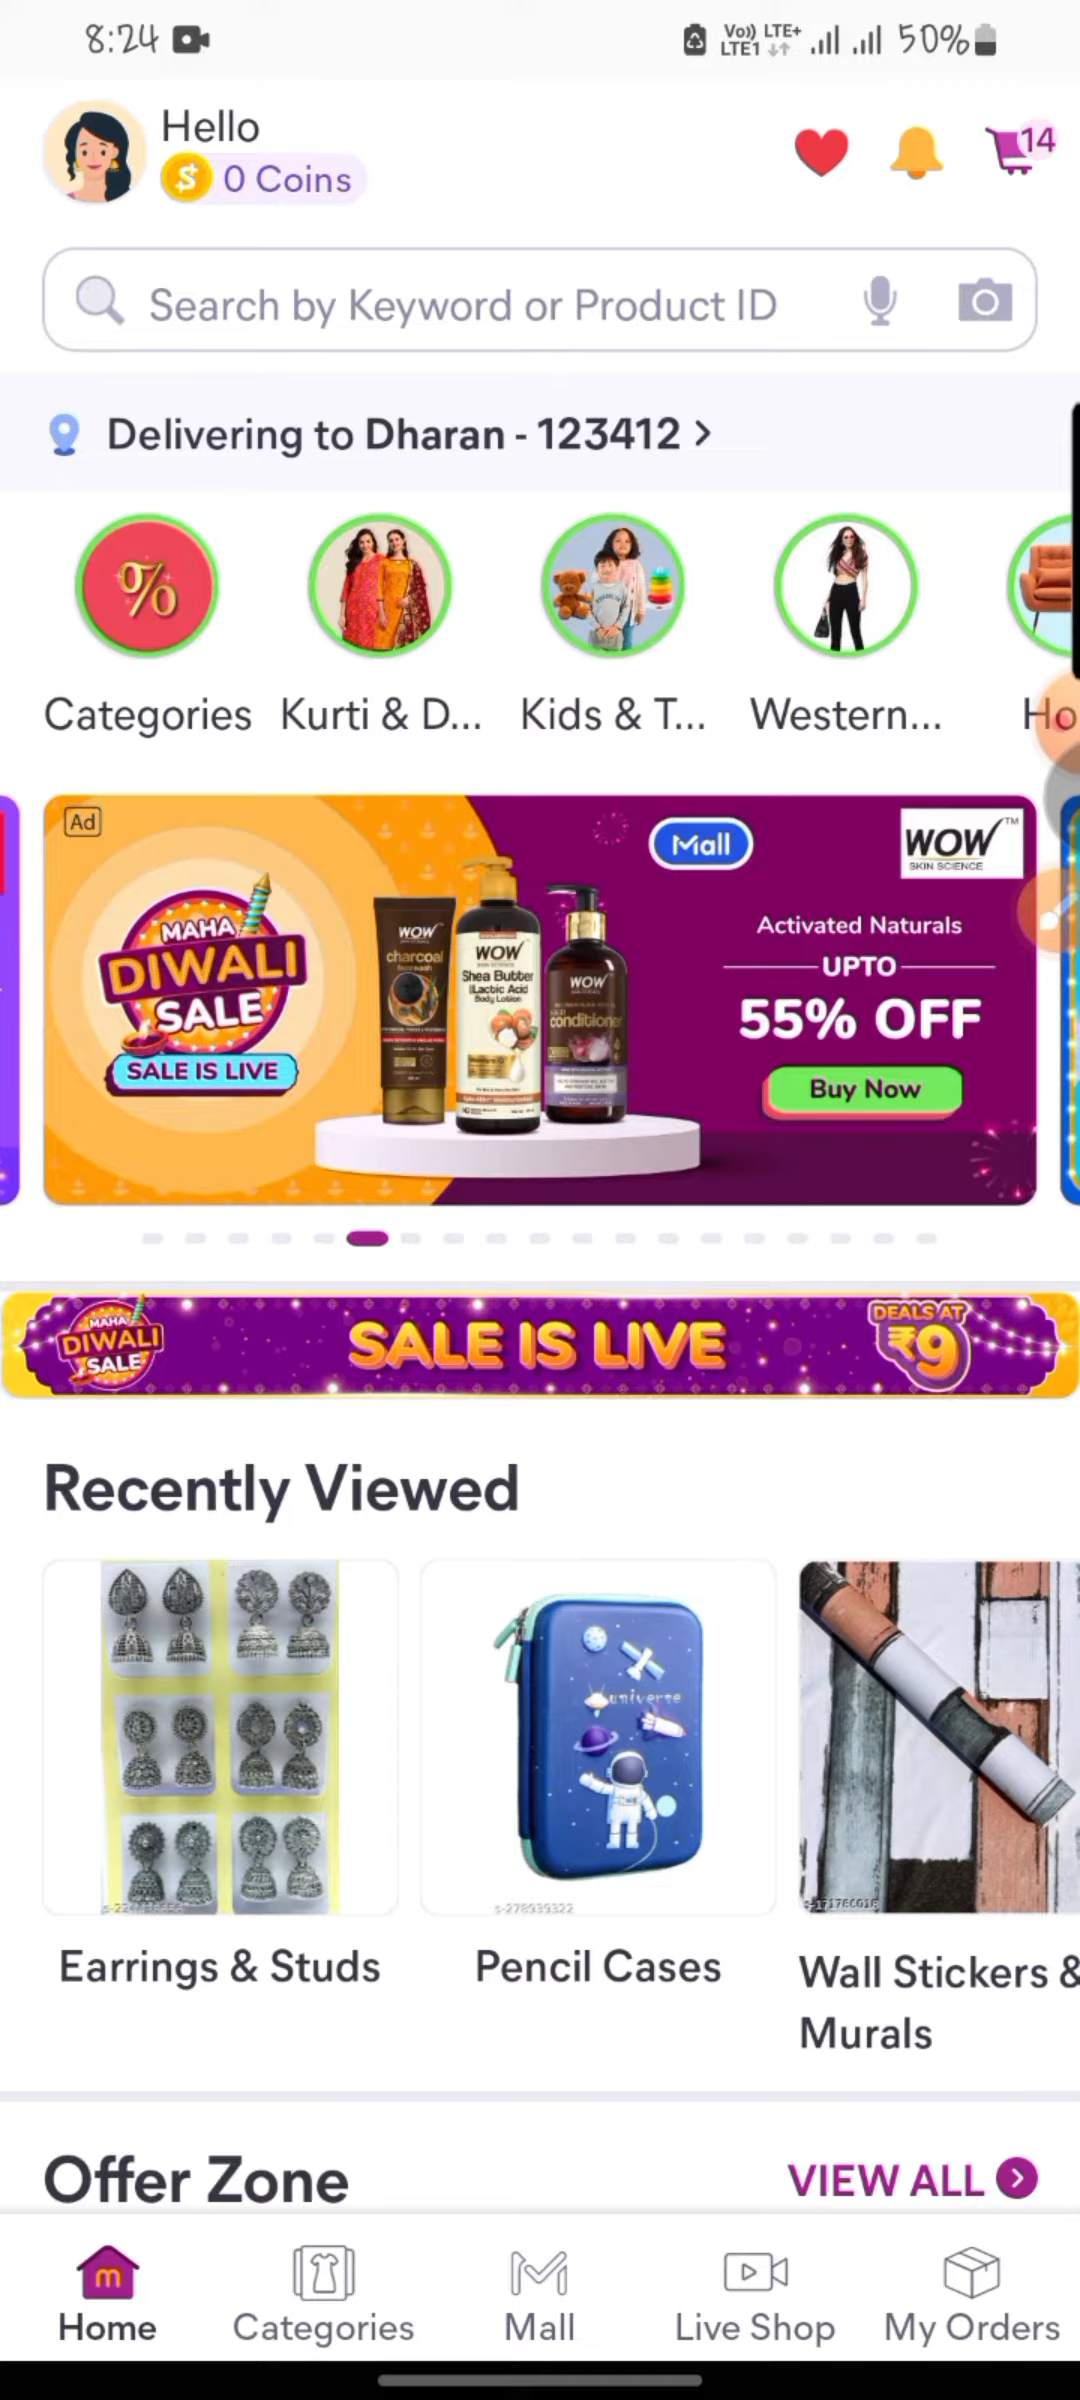 8:24
Vo)) LTE+
LTE1
50%
Hello
0 Coins
14
Search by Keyword or Product ID
Delivering to Dharan - 123412
Categories
Kurti & D...
Kids & T...
Western...
Ho
Ad
MAHA
DIWALI
SALE
SALE IS LIVE
WOW
charcoal
WOW
Shea Butter
Lactic Acid
Body Lotion
WOW
conditioner
Mall
WOW™
SKIN SCIENCE
Activated Naturals
UPTO
55% OFF
Buy Now
MAHA
DIWALI
SALE
SALE IS LIVE
DEALS AT
₹9
Recently Viewed
universe
s-278939322
Earrings & Studs
Pencil Cases
Wall Stickers &
Murals
Offer Zone
VIEW ALL
Home
Categories
Mall
Live Shop
My Orders